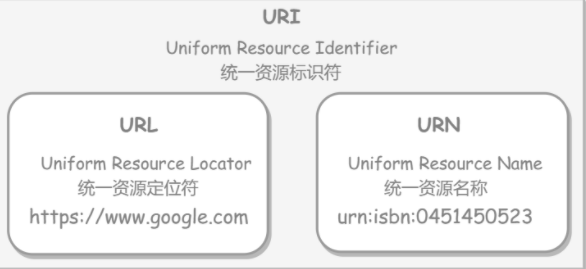 URI
Uniform Resource Identifier
统一资源标识符
URL
Uniform Resource Locator
统一资源定位符
https://www.google.com
URN
Uniform Resource Name
统一资源名称
urn:isbn:0451450523